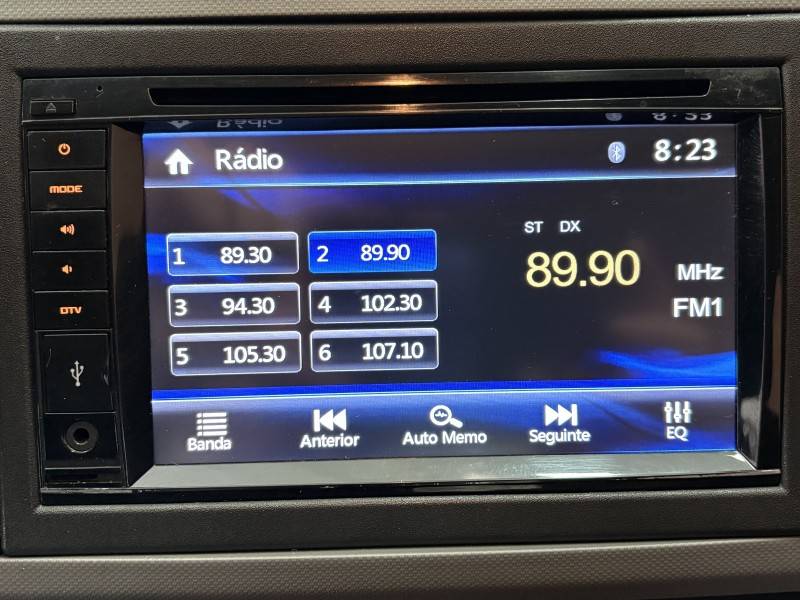 Rádio 8:23
ST DX
1 89.30 2 89.90
89.90 MHz
3 94.30 4 102.30
FM1
5 105.30 6 107.10
Banda Anterior Auto Memo Seguinte EQ
MODE
DTV